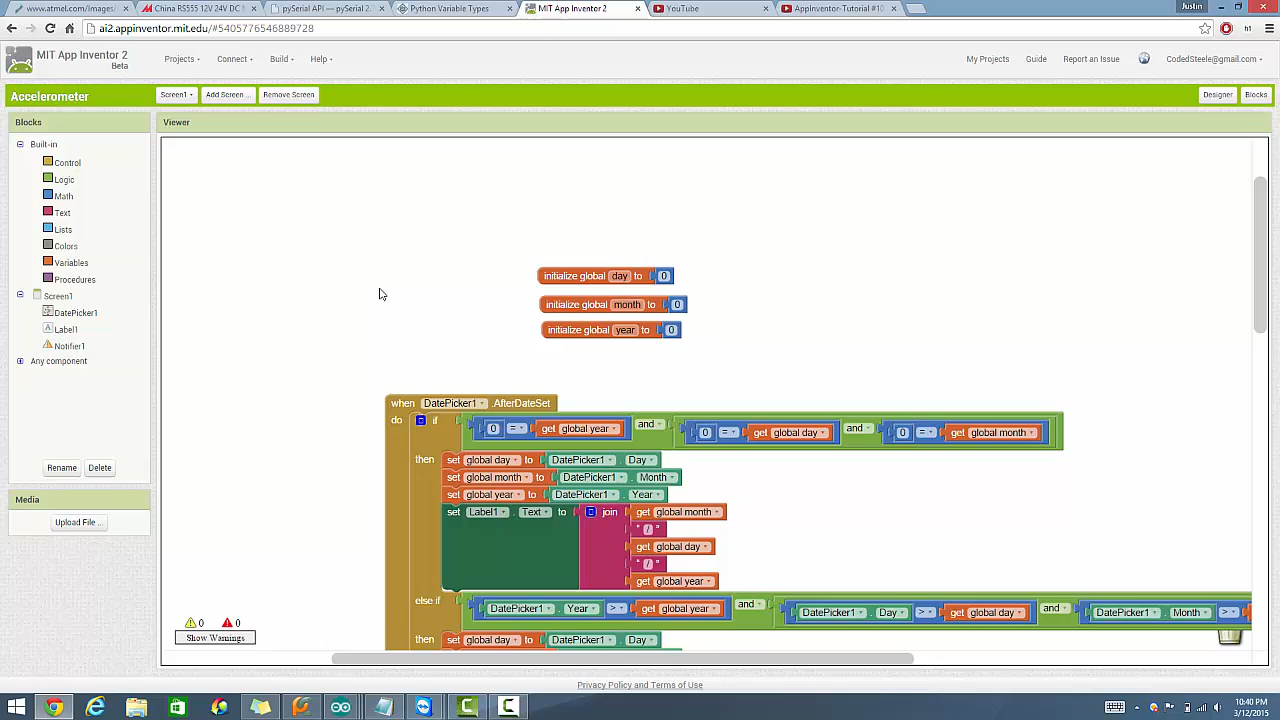 www.atmel.com/Images/
China RS555 12V 24V DC M
pySerial API — pySerial 2.
Python Variable Types
MIT App Inventor 2
YouTube
AppInventor-Tutorial #10
Justin
ai2.appinventor.mit.edu/#5405776546889728
MIT App Inventor 2
Beta
Projects
Connect
Build
Help
My Projects
Guide
Report an Issue
CodedSteele@gmail.com
Accelerometer
Screen1
Add Screen ...
Remove Screen
Designer
Blocks
Blocks
Viewer
Built-in
Control
Logic
Math
Text
Lists
Colors
Variables
Procedures
Screen1
DatePicker1
Label1
Notifier1
Any component
Rename
Delete
Media
Upload File ...
initialize global day to 0
initialize global month to 0
initialize global year to 0
when DatePicker1 .AfterDateSet
do if 0 = get global year and 0 = get global day and 0 = get global month
then set global day to DatePicker1 . Day
set global month to DatePicker1 . Month
set global year to DatePicker1 . Year
set Label1 . Text to join get global month
" / "
get global day
" / "
get global year
else if DatePicker1 . Year > get global year and DatePicker1 . Day > get global day and DatePicker1 . Month >
then set global day to DatePicker1 . Day
0 0
Show Warnings
Privacy Policy and Terms of Use
10:40 PM
3/12/2015